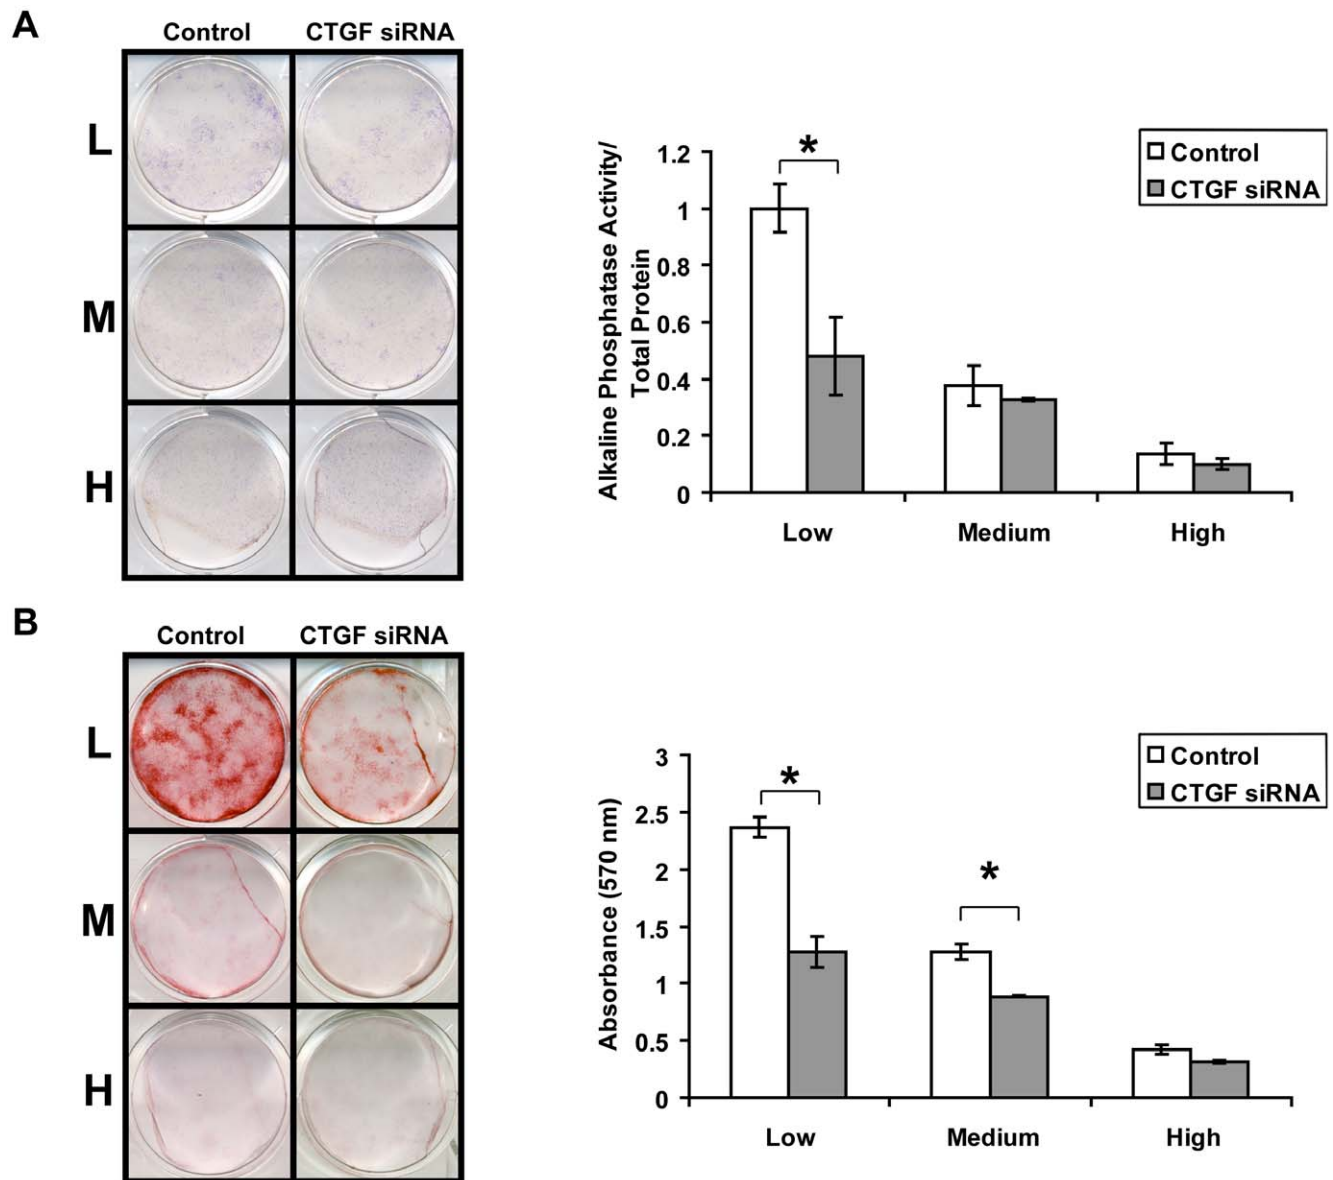 A
Control CTGF siRNA
L
M
H
Alkaline Phosphatase Activity/
Total Protein
1.2
1
0.8
0.6
0.4
0.2
0
*
Control
CTGF siRNA
Low Medium High
B
Control CTGF siRNA
L
M
H
Absorbance (570 nm)
3
2.5
2
1.5
1
0.5
0
*
*
Control
CTGF siRNA
Low Medium High